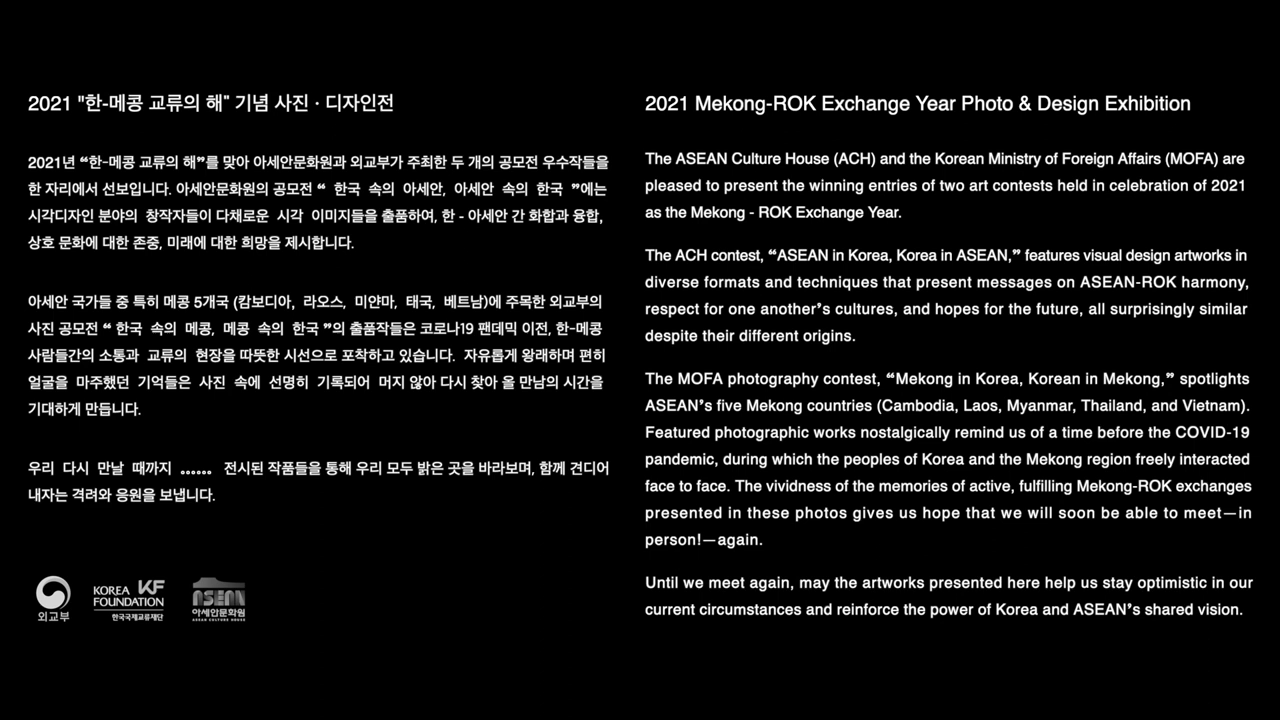 2021 "한-메콩 교류의 해" 기념 사진 · 디자인전
2021년 “한-메콩 교류의 해”를 맞아 아세안문화원과 외교부가 주최한 두 개의 공모전 우수작들을
한 자리에서 선보입니다. 아세안문화원의 공모전 “ 한국 속의 아세안, 아세안 속의 한국 ”에는
시각디자인 분야의 창작자들이 다채로운 시각 이미지들을 출품하여, 한 - 아세안 간 화합과 융합,
상호 문화에 대한 존중, 미래에 대한 희망을 제시합니다.
아세안 국가들 중 특히 메콩 5개국 (캄보디아, 라오스, 미얀마, 태국, 베트남)에 주목한 외교부의
사진 공모전 “ 한국 속의 메콩, 메콩 속의 한국 ”의 출품작들은 코로나19 팬데믹 이전, 한-메콩
사람들간의 소통과 교류의 현장을 따뜻한 시선으로 포착하고 있습니다. 자유롭게 왕래하며 편히
얼굴을 마주했던 기억들은 사진 속에 선명히 기록되어 머지 않아 다시 찾아 올 만남의 시간을
기대하게 만듭니다.
우리 다시 만날 때까지 ...... 전시된 작품들을 통해 우리 모두 밝은 곳을 바라보며, 함께 견디어
내자는 격려와 응원을 보냅니다.
외교부
KOREA KF
FOUNDATION
한국국제교류재단
ASEAN
아세안문화원
ASEAN CULTURE HOUSE
2021 Mekong-ROK Exchange Year Photo & Design Exhibition
The ASEAN Culture House (ACH) and the Korean Ministry of Foreign Affairs (MOFA) are
pleased to present the winning entries of two art contests held in celebration of 2021
as the Mekong - ROK Exchange Year.
The ACH contest, “ASEAN in Korea, Korea in ASEAN,” features visual design artworks in
diverse formats and techniques that present messages on ASEAN-ROK harmony,
respect for one another’s cultures, and hopes for the future, all surprisingly similar
despite their different origins.
The MOFA photography contest, “Mekong in Korea, Korean in Mekong,” spotlights
ASEAN’s five Mekong countries (Cambodia, Laos, Myanmar, Thailand, and Vietnam).
Featured photographic works nostalgically remind us of a time before the COVID-19
pandemic, during which the peoples of Korea and the Mekong region freely interacted
face to face. The vividness of the memories of active, fulfilling Mekong-ROK exchanges
presented in these photos gives us hope that we will soon be able to meet—in
person!—again.
Until we meet again, may the artworks presented here help us stay optimistic in our
current circumstances and reinforce the power of Korea and ASEAN’s shared vision.